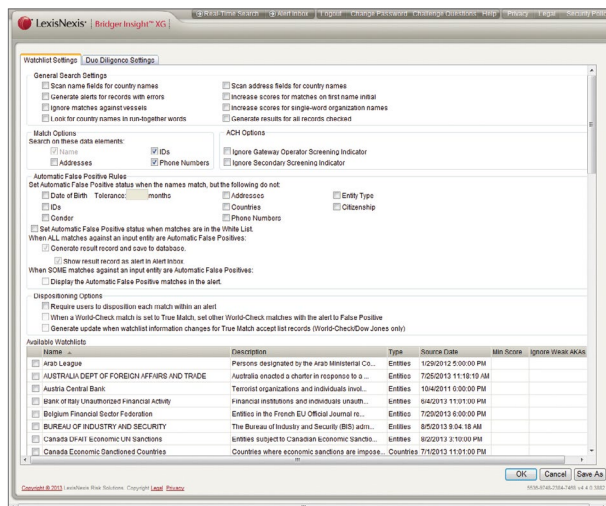 LexisNexis® | Bridger Insight™ XG
Real-Time Search Alert Inbox | Logout Change Password Challenge Questions Help | Privacy Legal Security
Watchlist Settings Due Diligence Settings
General Search Settings
Scan name fields for country names Scan address fields for country names
Generate alerts for records with errors Increase scores for matches on first name initial
Ignore matches against vessels Increase scores for single-word organization names
Look for country names in run-together words Generate results for all records checked
Match Options ACH Options
Search on these data elements:
Name IDs Ignore Gateway Operator Screening Indicator
Addresses Phone Numbers Ignore Secondary Screening Indicator
Automatic False Positive Rules
Set Automatic False Positive status when the names match, but the following do not:
Date of Birth Tolerance: months Addresses Entity Type
IDs Countries Citizenship
Gender Phone Numbers
Set Automatic False Positive status when matches are in the White List.
When ALL matches against an input entity are Automatic False Positives:
Generate result record and save to database.
Show result record as alert in Alert Inbox.
When SOME matches against an input entity are Automatic False Positives:
Display the Automatic False Positive matches in the alert.
Dispositioning Options
Require users to disposition each match within an alert
When a World-Check match is set to True Match, set other World-Check matches with the alert to False Positive
Generate update when watchlist information changes for True Match accept list records (World-Check/Dow Jones only)
Available Watchlists
Name Description Type Source Date Min Score Ignore Weak AKAs
Arab League Persons designated by the Arab Ministerial Co... Entities 1/29/2012 5:00:00 PM
AUSTRALIA DEPT OF FOREIGN AFFAIRS AND TRADE Australia enacted a charter in response to a ... Entities 7/25/2013 11:18:10 AM
Austria Central Bank Terrorist organizations and individuals invol... Entities 10/4/2011 6:00:00 PM
Bank of Italy Unauthorized Financial Activity Financial institutions and individuals unauth... Entities 6/4/2013 11:01:00 PM
Belgium Financial Sector Federation Entities in the French EU Official Journal re... Entities 7/29/2013 6:00:00 PM
BUREAU OF INDUSTRY AND SECURITY The Bureau of Industry and Security (BIS) adm... Entities 8/5/2013 9:04:18 AM
Canada DFAIT Economic UN Sanctions Entities subject to Canadian Economic Sanctio... Entities 8/2/2013 3:10:00 PM
Canada Economic Sanctioned Countries Countries where economic sanctions are impose... Countries 7/1/2013 11:01:00 PM
OK Cancel Save As
Copyright © 2013 LexisNexis Risk Solutions. Copyright Legal Privacy